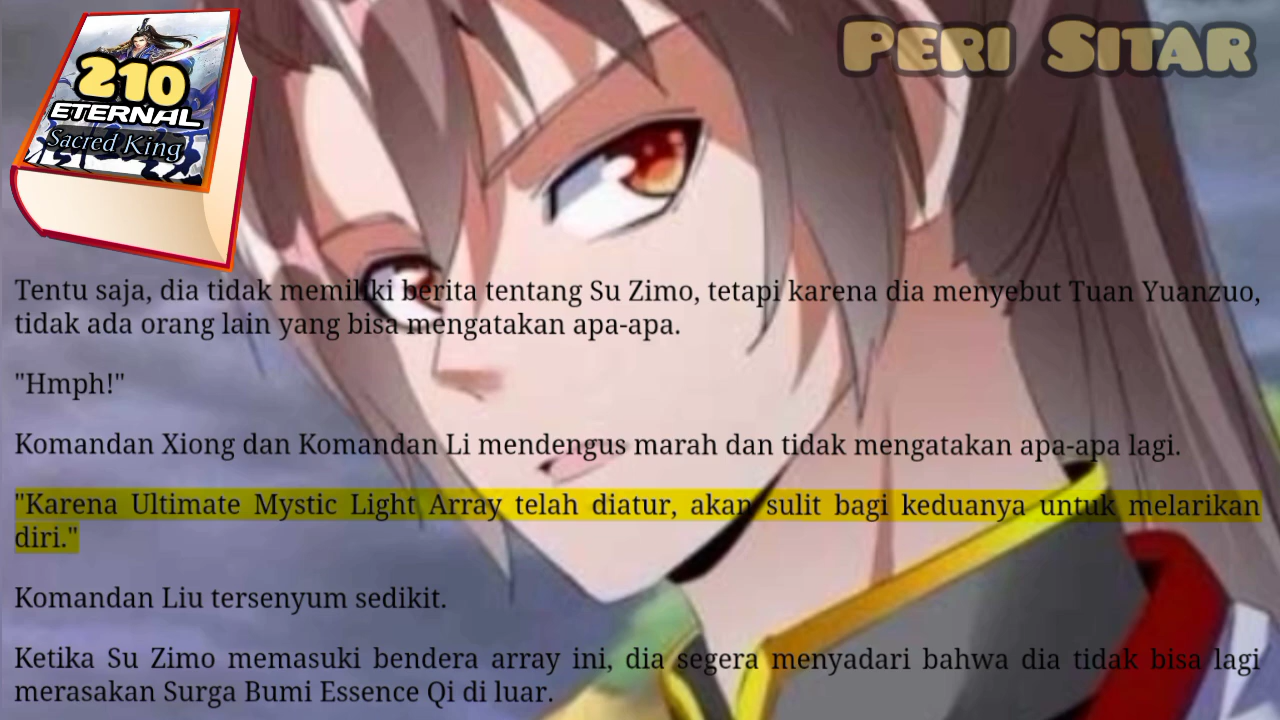 210
ETERNAL
Sacred King
PERI SITAR
Tentu saja, dia tidak memiliki berita tentang Su Zimo, tetapi karena dia menyebut Tuan Yuanzuo,
tidak ada orang lain yang bisa mengatakan apa-apa.
"Hmph!"
Komandan Xiong dan Komandan Li mendengus marah dan tidak mengatakan apa-apa lagi.
"Karena Ultimate Mystic Light Array telah diatur, akan sulit bagi keduanya untuk melarikan
diri."
Komandan Liu tersenyum sedikit.
Ketika Su Zimo memasuki bendera array ini, dia segera menyadari bahwa dia tidak bisa lagi
merasakan Surga Bumi Essence Qi di luar.